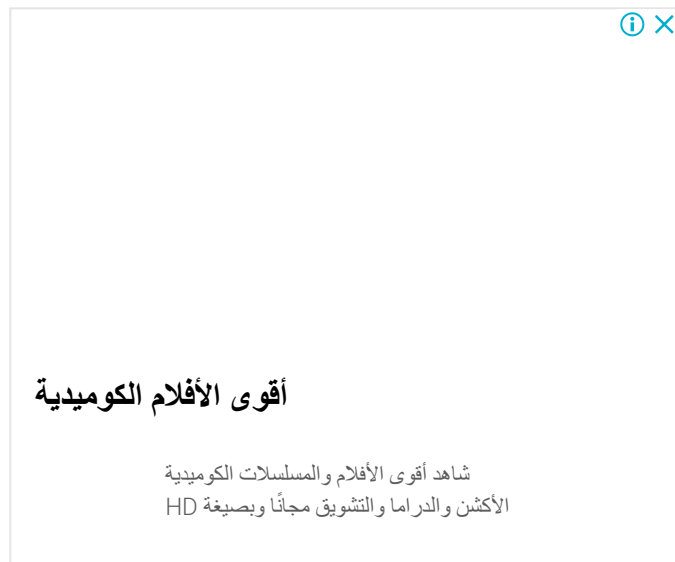 أقوى الأفلام الكوميدية
شاهد أقوى الأفلام والمسلسلات الكوميدية
الأكشن والدراما والتشويق مجانًا وبصيغة HD